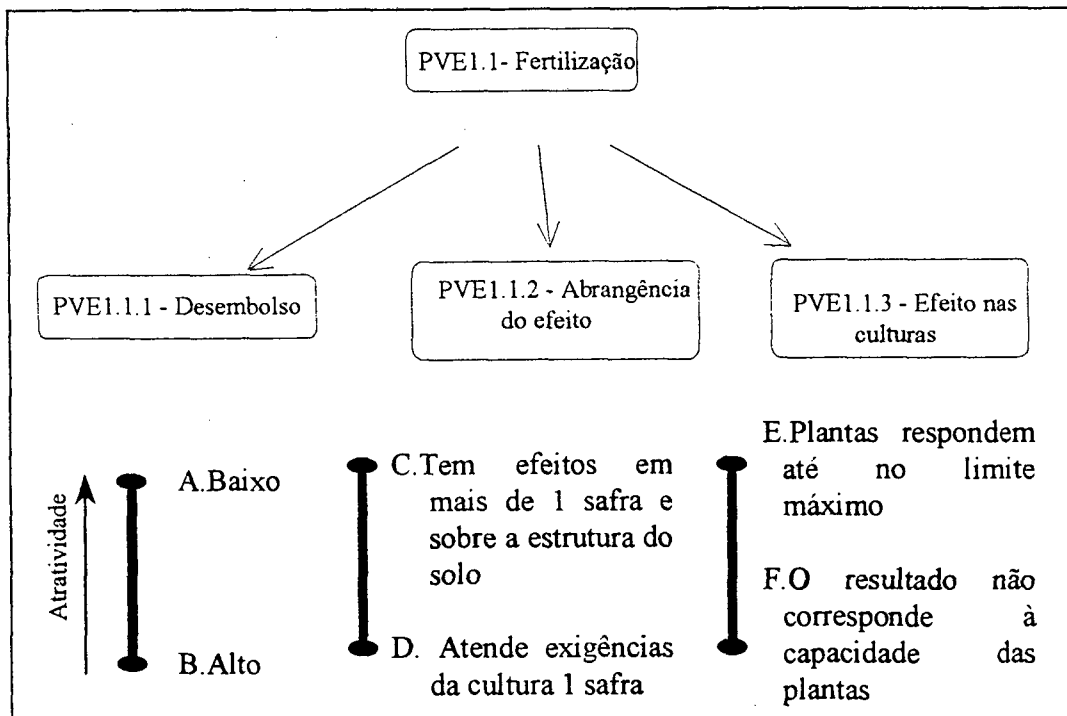 PVE1.1- Fertilização
PVE1.1.1 - Desembolso
PVE1.1.2 - Abrangência
do efeito
PVE1.1.3 - Efeito nas
culturas
Atratividade
A.Baixo
B.Alto
C.Tem efeitos em
mais de 1 safra e
sobre a estrutura do
solo
D. Atende exigências
da cultura 1 safra
E.Plantas respondem
até no limite
máximo
F.O resultado não
corresponde à
capacidade das
plantas